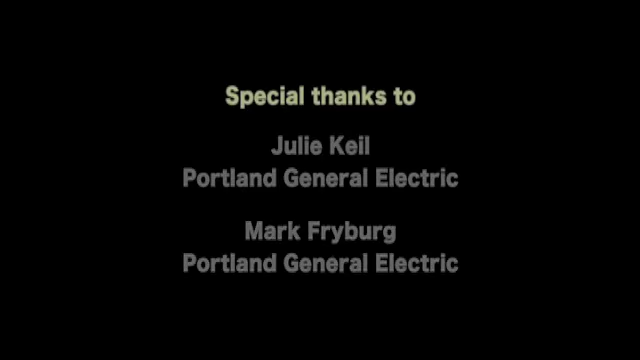 Special thanks to
Julie Keil
Portland General Electric
Mark Fryburg
Portland General Electric